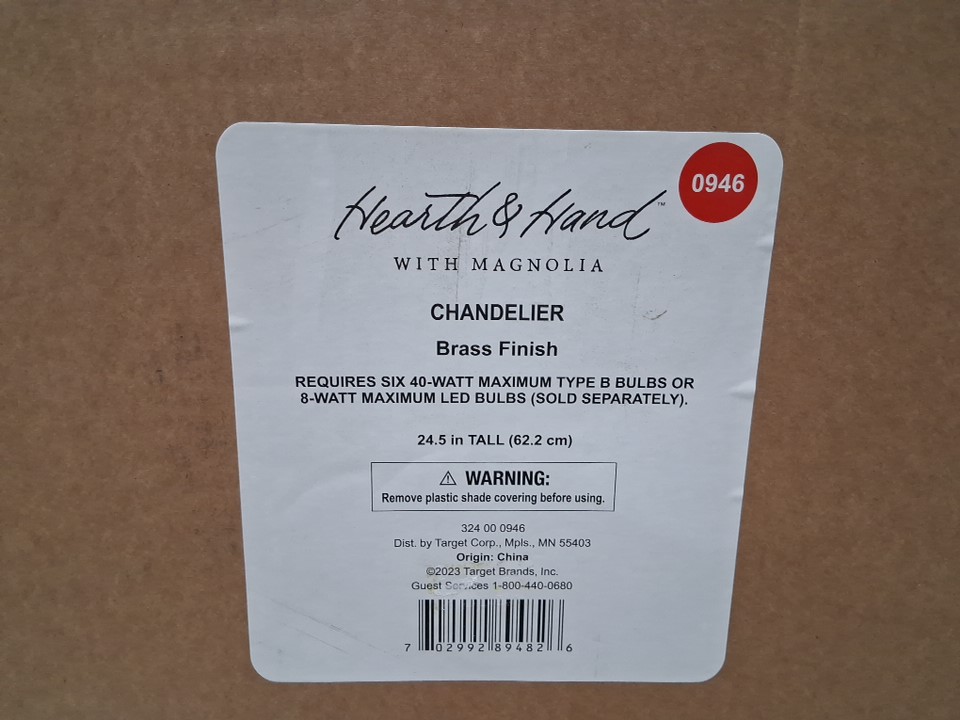 0946
Hearth & Hand™
WITH MAGNOLIA
CHANDELIER
Brass Finish
REQUIRES SIX 40-WATT MAXIMUM TYPE B BULBS OR
8-WATT MAXIMUM LED BULBS (SOLD SEPARATELY).
24.5 in TALL (62.2 cm)
⚠ WARNING:
Remove plastic shade covering before using.
324 00 0946
Dist. by Target Corp., Mpls., MN 55403
Origin: China
©2023 Target Brands, Inc.
Guest Services 1-800-440-0680
7 02992 89482 6